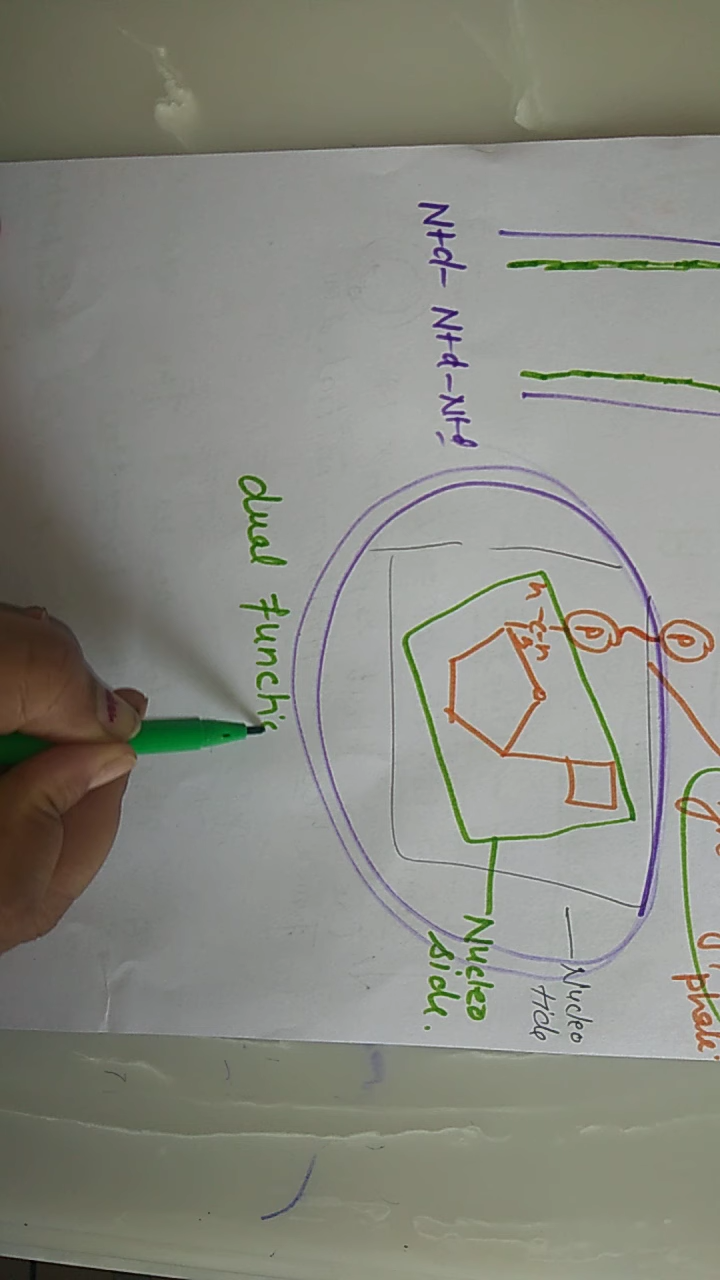 Ntd- Ntd-Ntd
P
P
phate
Nucleo
tide
Nucleo
side.
dual functi